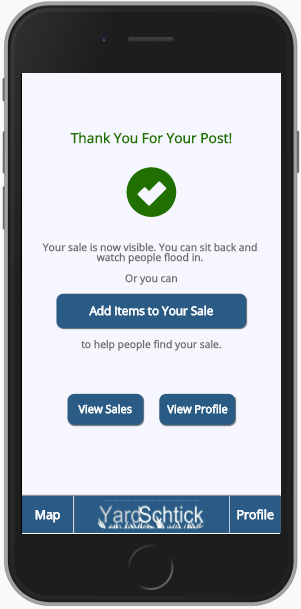 Thank You For Your Post!
Your sale is now visible. You can sit back and
watch people flood in.
Or you can
Add Items to Your Sale
to help people find your sale.
View Sales View Profile
Map YardSchtick Profile